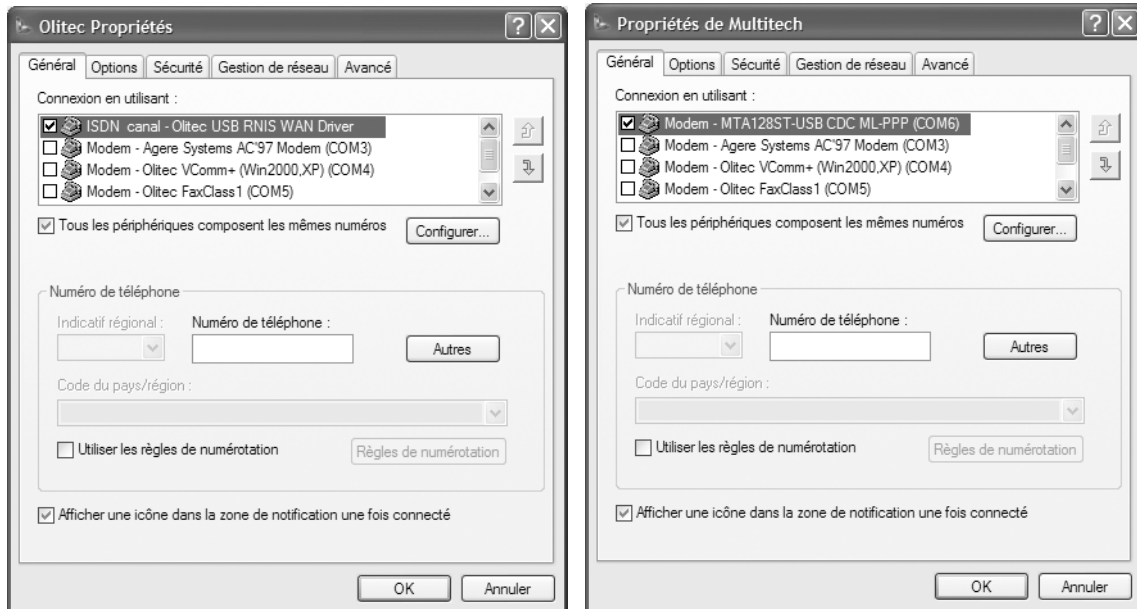 Olitec Propriétés
Général Options Sécurité Gestion de réseau Avancé
Connexion en utilisant :
ISDN canal - Olitec USB RNIS WAN Driver
Modem - Agere Systems AC'97 Modem (COM3)
Modem - Olitec VComm+ (Win2000,XP) (COM4)
Modem - Olitec FaxClass1 (COM5)
Tous les périphériques composent les mêmes numéros
Configurer...
Numéro de téléphone
Indicatif régional : Numéro de téléphone :
Autres
Code du pays/région :
Utiliser les règles de numérotation
Règles de numérotation
Afficher une icône dans la zone de notification une fois connecté
OK Annuler
Propriétés de Multitech
Général Options Sécurité Gestion de réseau Avancé
Connexion en utilisant :
Modem - MTA128ST-USB CDC ML-PPP (COM6)
Modem - Agere Systems AC'97 Modem (COM3)
Modem - Olitec VComm+ (Win2000,XP) (COM4)
Modem - Olitec FaxClass1 (COM5)
Tous les périphériques composent les mêmes numéros
Configurer...
Numéro de téléphone
Indicatif régional : Numéro de téléphone :
Autres
Code du pays/région :
Utiliser les règles de numérotation
Règles de numérotation
Afficher une icône dans la zone de notification une fois connecté
OK Annuler